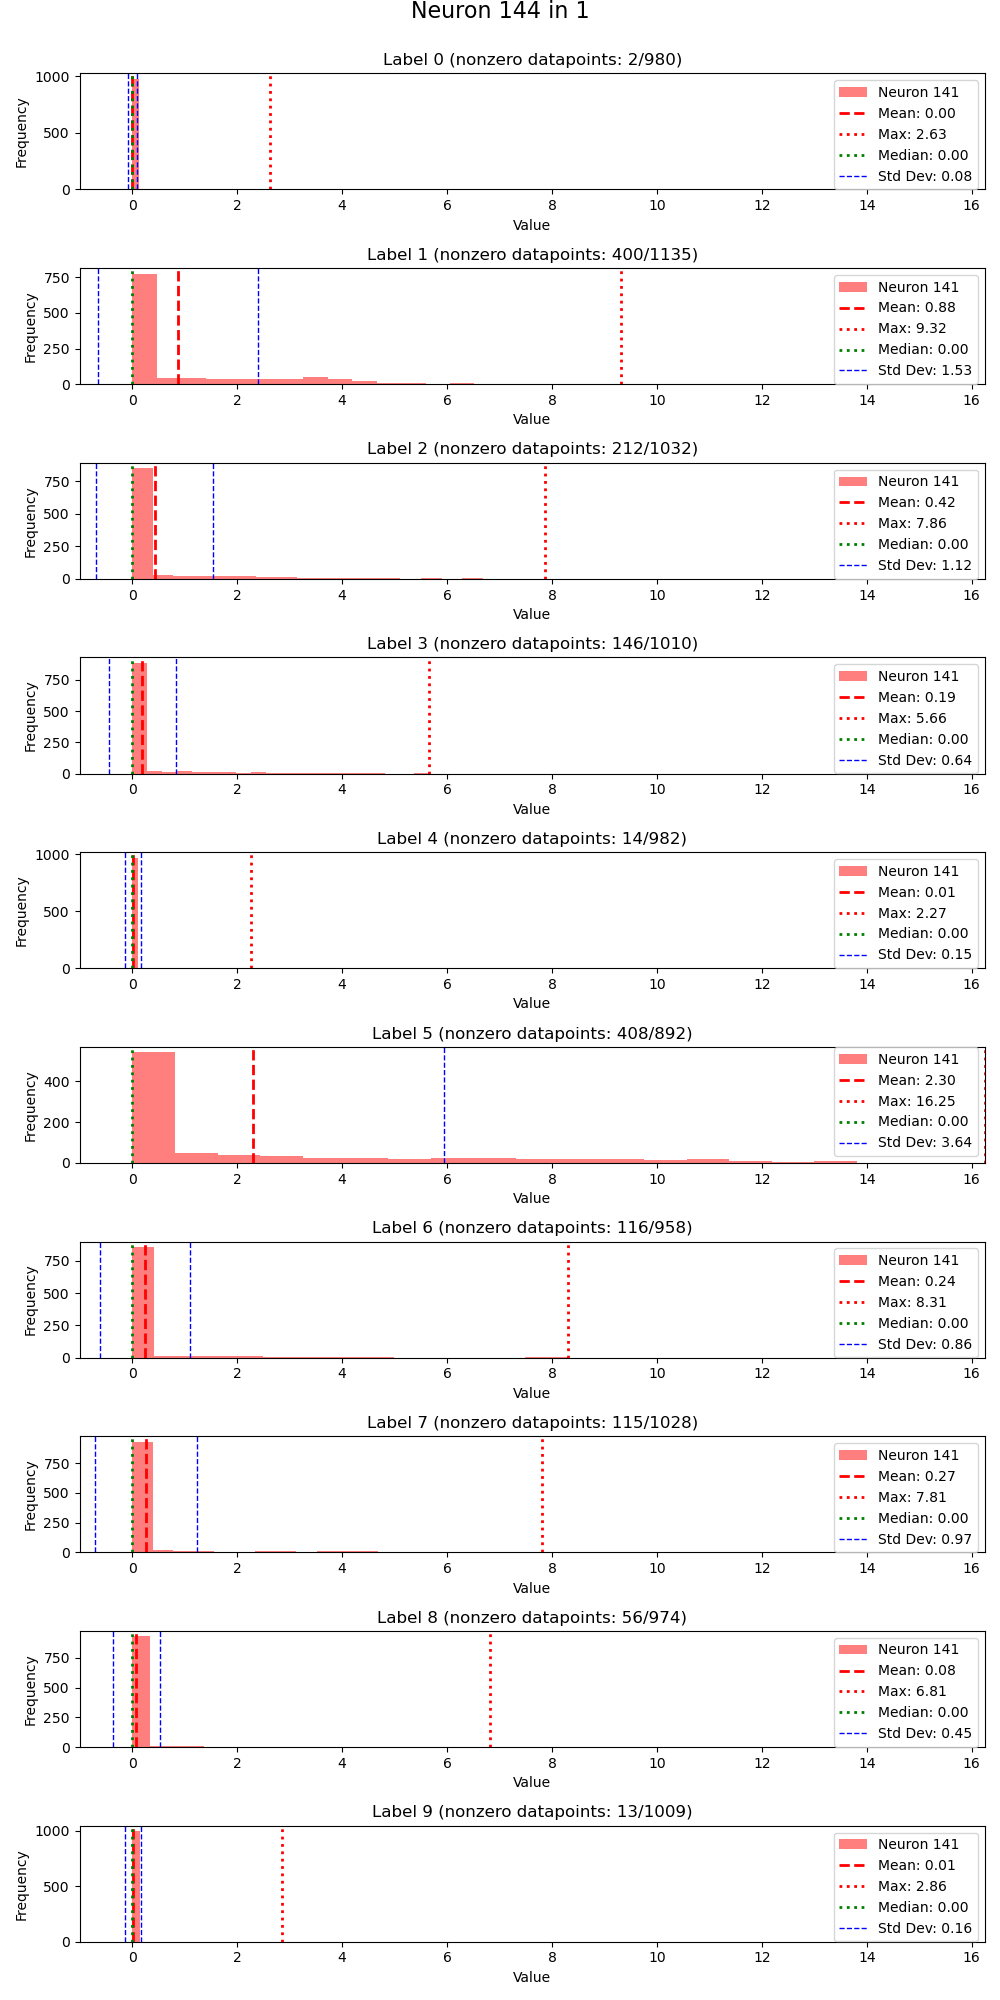 Neuron 144 in 1
Label 0 (nonzero datapoints: 2/980)
Frequency
1000
500
0
Neuron 141
Mean: 0.00
Max: 2.63
Median: 0.00
Std Dev: 0.08
0 2 4 6 8 10 12 14 16
Value
Label 1 (nonzero datapoints: 400/1135)
Frequency
750
500
250
0
Neuron 141
Mean: 0.88
Max: 9.32
Median: 0.00
Std Dev: 1.53
0 2 4 6 8 10 12 14 16
Value
Label 2 (nonzero datapoints: 212/1032)
Frequency
750
500
250
0
Neuron 141
Mean: 0.42
Max: 7.86
Median: 0.00
Std Dev: 1.12
0 2 4 6 8 10 12 14 16
Value
Label 3 (nonzero datapoints: 146/1010)
Frequency
750
500
250
0
Neuron 141
Mean: 0.19
Max: 5.66
Median: 0.00
Std Dev: 0.64
0 2 4 6 8 10 12 14 16
Value
Label 4 (nonzero datapoints: 14/982)
Frequency
1000
500
0
Neuron 141
Mean: 0.01
Max: 2.27
Median: 0.00
Std Dev: 0.15
0 2 4 6 8 10 12 14 16
Value
Label 5 (nonzero datapoints: 408/892)
Frequency
400
200
0
Neuron 141
Mean: 2.30
Max: 16.25
Median: 0.00
Std Dev: 3.64
0 2 4 6 8 10 12 14 16
Value
Label 6 (nonzero datapoints: 116/958)
Frequency
750
500
250
0
Neuron 141
Mean: 0.24
Max: 8.31
Median: 0.00
Std Dev: 0.86
0 2 4 6 8 10 12 14 16
Value
Label 7 (nonzero datapoints: 115/1028)
Frequency
750
500
250
0
Neuron 141
Mean: 0.27
Max: 7.81
Median: 0.00
Std Dev: 0.97
0 2 4 6 8 10 12 14 16
Value
Label 8 (nonzero datapoints: 56/974)
Frequency
750
500
250
0
Neuron 141
Mean: 0.08
Max: 6.81
Median: 0.00
Std Dev: 0.45
0 2 4 6 8 10 12 14 16
Value
Label 9 (nonzero datapoints: 13/1009)
Frequency
1000
500
0
Neuron 141
Mean: 0.01
Max: 2.86
Median: 0.00
Std Dev: 0.16
0 2 4 6 8 10 12 14 16
Value